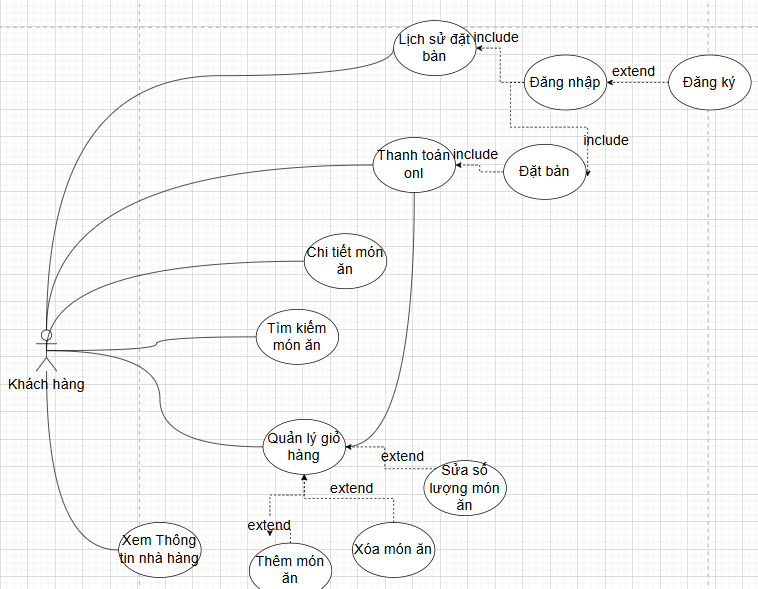 Lịch sử đặt
bàn
include
Đăng nhập
extend
Đăng ký
include
Thanh toán
onl
include
Đặt bàn
Chi tiết món
ăn
Tìm kiếm
món ăn
Khách hàng
Quản lý giỏ
hàng
extend
Sửa số
lượng món
ăn
extend
extend
Xem Thông
tin nhà hàng
Thêm món
ăn
Xóa món ăn